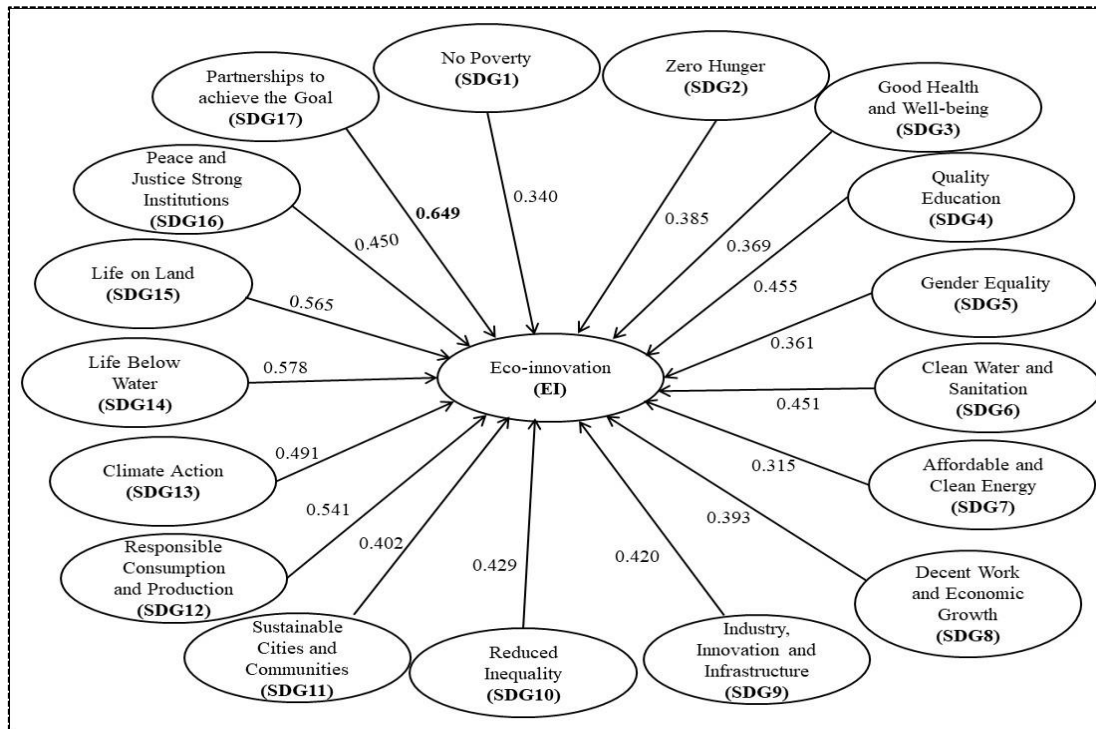 No Poverty
(SDG1)
Zero Hunger
(SDG2)
Good Health
and Well-being
(SDG3)
Quality
Education
(SDG4)
Gender Equality
(SDG5)
Clean Water and
Sanitation
(SDG6)
Affordable and
Clean Energy
(SDG7)
Decent Work
and Economic
Growth
(SDG8)
Industry,
Innovation and
Infrastructure
(SDG9)
Reduced
Inequality
(SDG10)
Sustainable
Cities and
Communities
(SDG11)
Responsible
Consumption
and Production
(SDG12)
Climate Action
(SDG13)
Life Below
Water
(SDG14)
Life on Land
(SDG15)
Peace and
Justice Strong
Institutions
(SDG16)
Partnerships to
achieve the Goal
(SDG17)
Eco-innovation
(EI)
0.340
0.385
0.369
0.455
0.361
0.451
0.315
0.393
0.420
0.429
0.402
0.541
0.491
0.578
0.565
0.450
0.649